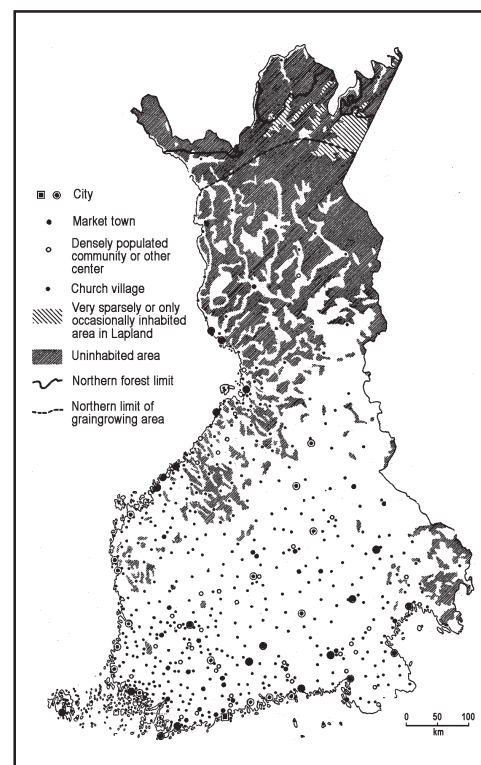 City
Market town
Densely populated
community or other
center
Church village
Very sparsely or only
occasionally inhabited
area in Lapland
Uninhabited area
Northern forest limit
Northern limit of
graingrowing area
0 50 100
km